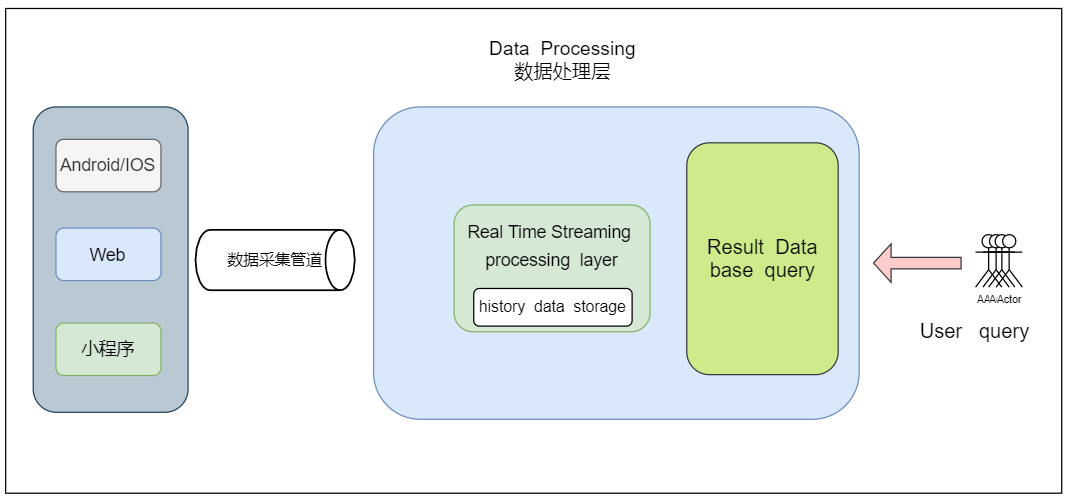 Data Processing
数据处理层
Android/IOS
Web
小程序
数据采集管道
Real Time Streaming
processing layer
history data storage
Result Data
base query
User query